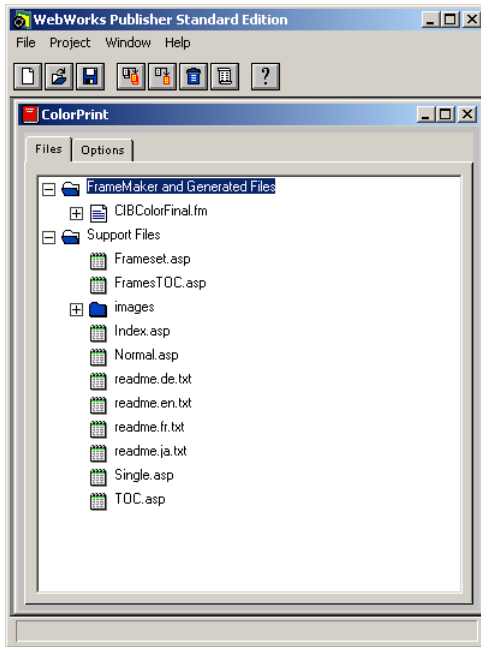 WebWorks Publisher Standard Edition
File Project Window Help
?
ColorPrint
Files Options
FrameMaker and Generated Files
CIBColorFinal.fm
Support Files
Frameset.asp
FramesTOC.asp
images
Index.asp
Normal.asp
readme.de.txt
readme.en.txt
readme.fr.txt
readme.ja.txt
Single.asp
TOC.asp